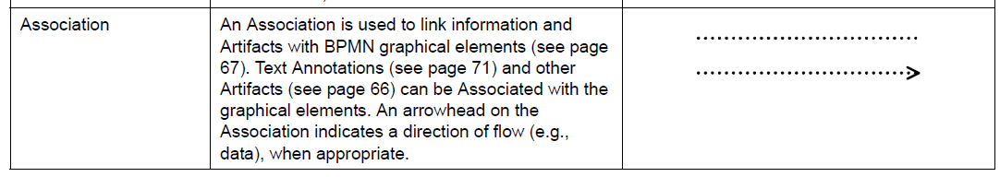 Association
An Association is used to link information and
Artifacts with BPMN graphical elements (see page
67). Text Annotations (see page 71) and other
Artifacts (see page 66) can be Associated with the
graphical elements. An arrowhead on the
Association indicates a direction of flow (e.g.,
data), when appropriate.